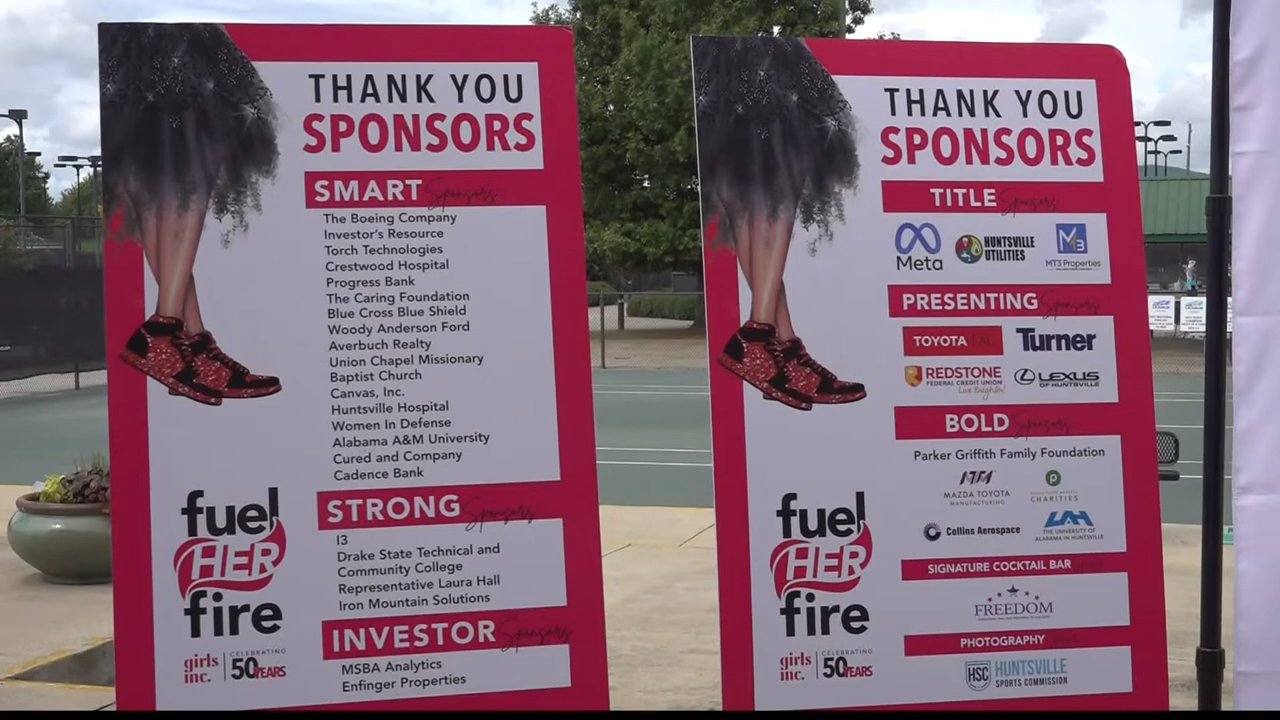 THANK YOU
SPONSORS
SMART Sponsors
The Boeing Company
Investor's Resource
Torch Technologies
Crestwood Hospital
Progress Bank
The Caring Foundation
Blue Cross Blue Shield
Woody Anderson Ford
Averbuch Realty
Union Chapel Missionary
Baptist Church
Canvas, Inc.
Huntsville Hospital
Women In Defense
Alabama A&M University
Cured and Company
Cadence Bank
STRONG Sponsors
I3
Drake State Technical and
Community College
Representative Laura Hall
Iron Mountain Solutions
INVESTOR Sponsors
MSBA Analytics
Enfinger Properties
fuel
HER
fire
girls
inc.
CELEBRATING
50 YEARS
THANK YOU
SPONSORS
TITLE Sponsors
Meta
HUNTSVILLE
UTILITIES
MT3 Properties
PRESENTING Sponsors
TOYOTA AL
Turner
REDSTONE
FEDERAL CREDIT UNION
Live Brighter
LEXUS
OF HUNTSVILLE
BOLD Sponsors
Parker Griffith Family Foundation
MAZDA TOYOTA
MANUFACTURING
CHARITIES
Collins Aerospace
UAH
THE UNIVERSITY OF
ALABAMA IN HUNTSVILLE
SIGNATURE COCKTAIL BAR
FREEDOM
PHOTOGRAPHY
HSC
HUNTSVILLE
SPORTS COMMISSION
fuel
HER
fire
girls
inc.
CELEBRATING
50 YEARS